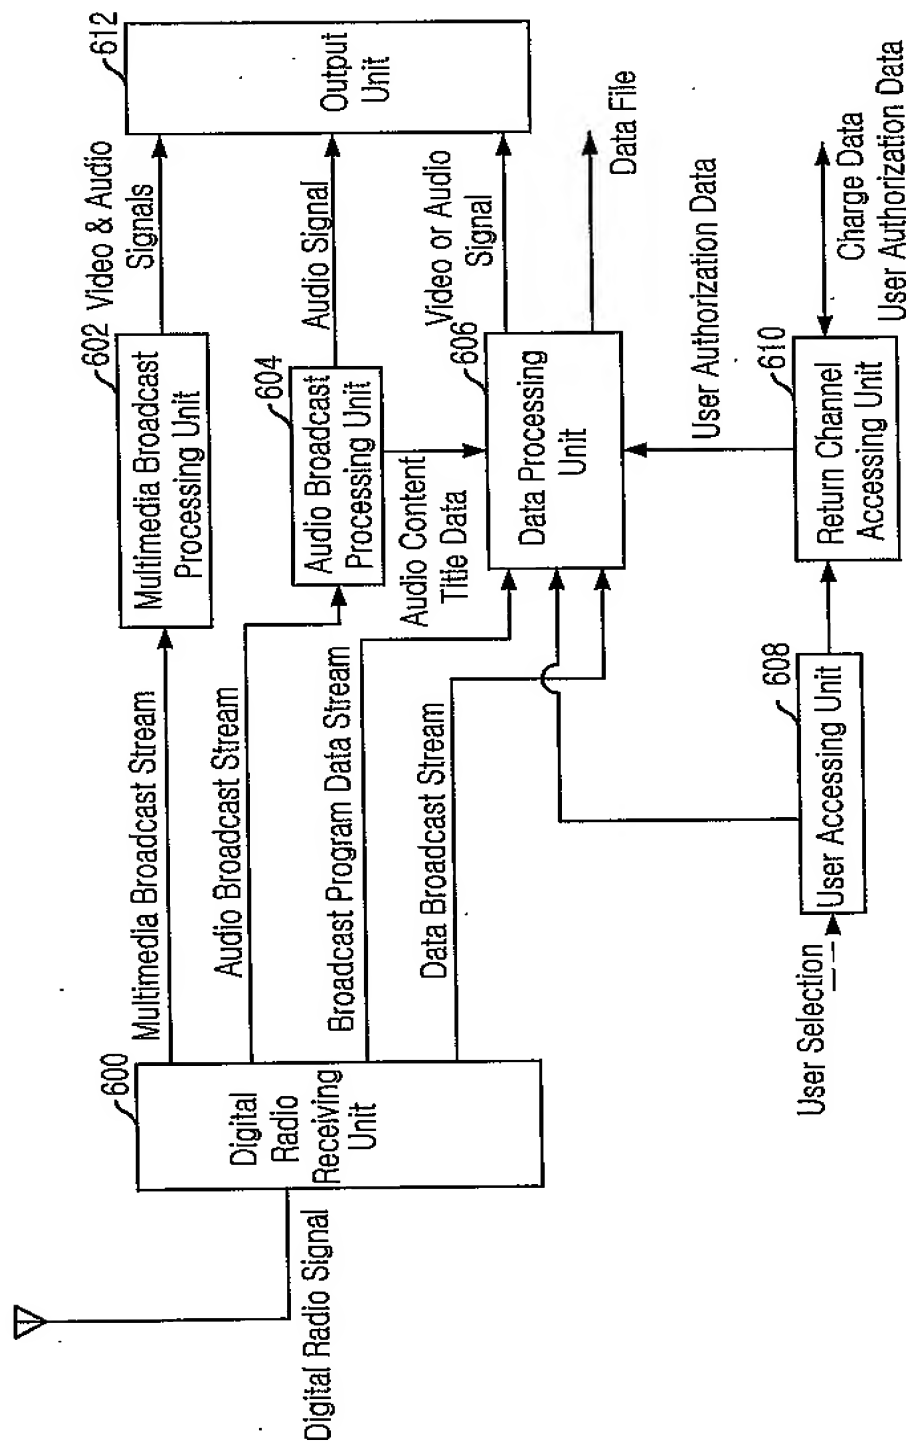 Digital Radio Signal
600
Digital
Radio
Receiving
Unit
Multimedia Broadcast Stream
Audio Broadcast Stream
Broadcast Program Data Stream
Data Broadcast Stream
602
Multimedia Broadcast
Processing Unit
Video & Audio
Signals
604
Audio Broadcast
Processing Unit
Audio Signal
Audio Content
Title Data
606
Data Processing
Unit
Video or Audio
Signal
Data File
612
Output
Unit
User Selection
608
User Accessing Unit
610
Return Channel
Accessing Unit
User Authorization Data
Charge Data
User Authorization Data